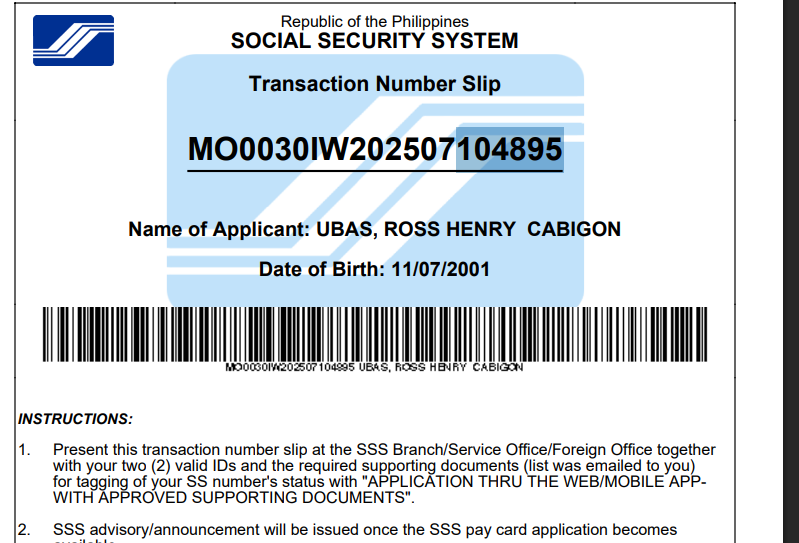 Republic of the Philippines
SOCIAL SECURITY SYSTEM
Transaction Number Slip
MO0030IW202507104895
Name of Applicant: UBAS, ROSS HENRY  CABIGON
Date of Birth: 11/07/2001
MO0030IW202507104895 UBAS, ROSS HENRY  CABIGON
INSTRUCTIONS:
1. Present this transaction number slip at the SSS Branch/Service Office/Foreign Office together
with your two (2) valid IDs and the required supporting documents (list was emailed to you)
for tagging of your SS number's status with "APPLICATION THRU THE WEB/MOBILE APP-
WITH APPROVED SUPPORTING DOCUMENTS".
2. SSS advisory/announcement will be issued once the SSS pay card application becomes